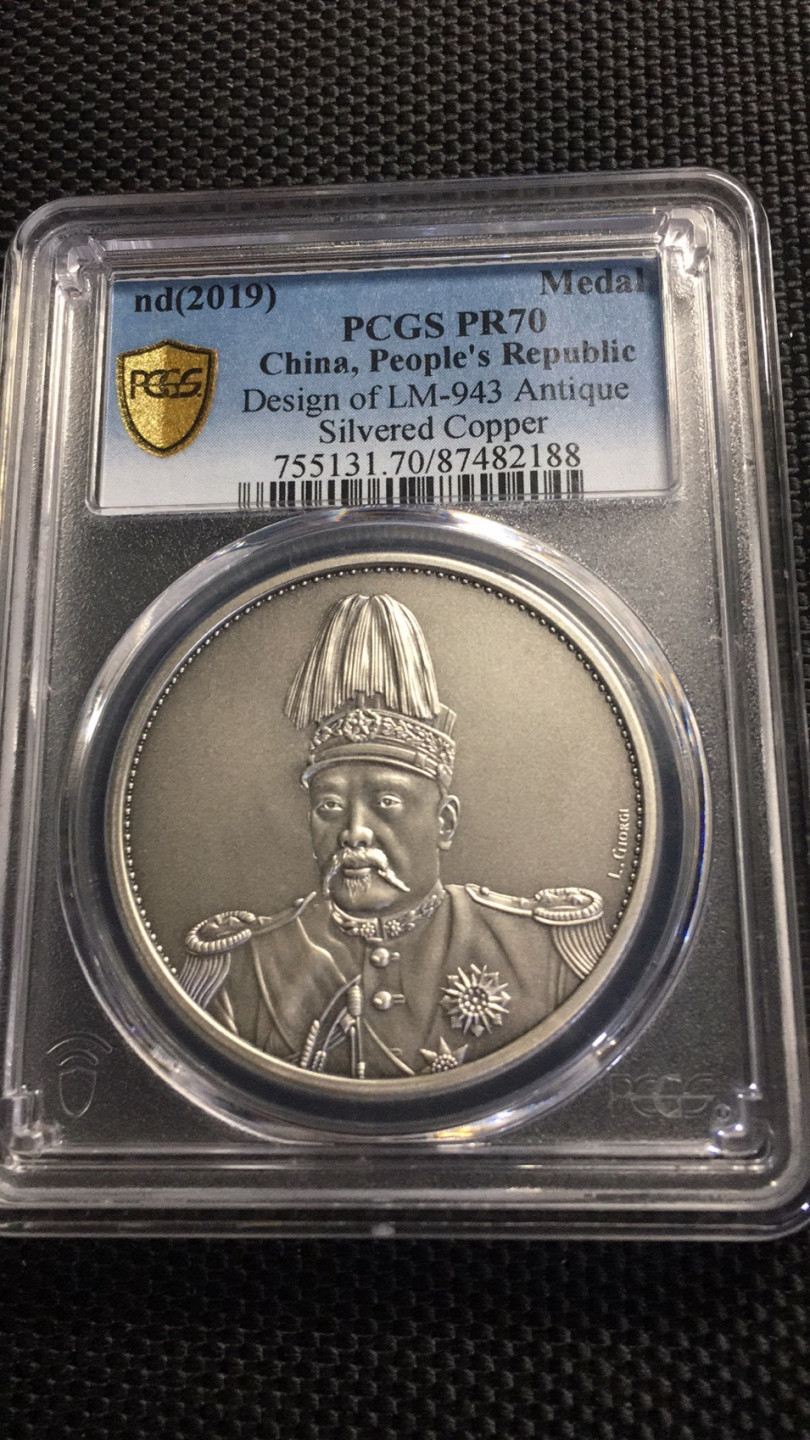 nd(2019) Medal
PCGS PR70
China, People's Republic
Design of LM-943 Antique
Silvered Copper
755131.70/87482188
PCGS
L. GIORGI
PCGS